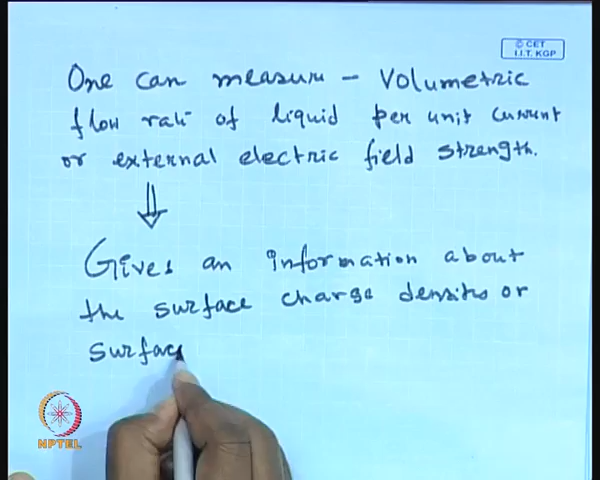 © CET
I.I.T. KGP
One can measure - Volumetric
flow rate of liquid per unit current
or external electric field strength.
Gives an information about
the surface charge density or
surfac
NPTEL